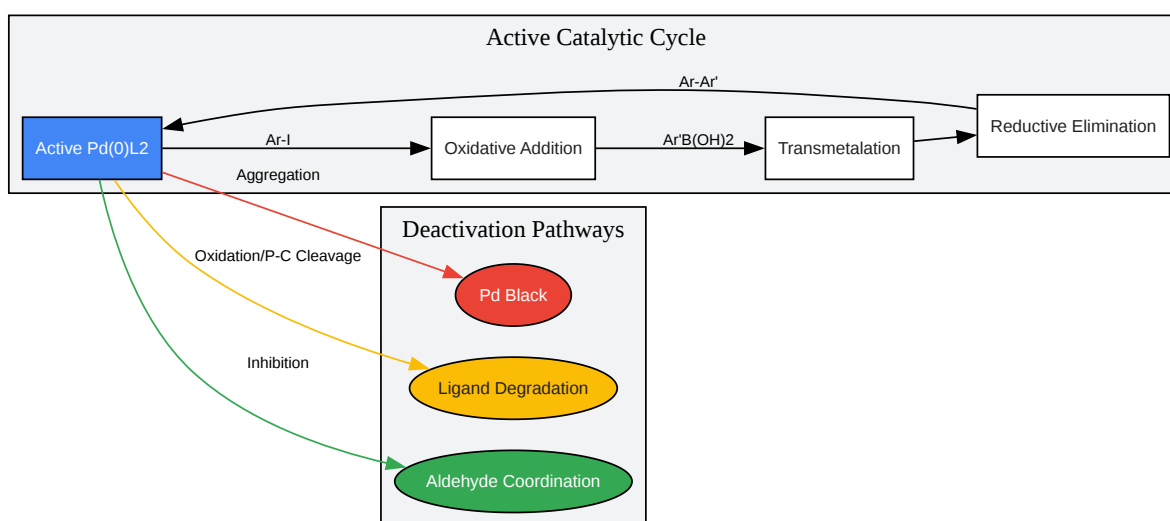 Active Catalytic Cycle
Ar-Ar'
Reductive Elimination
Active Pd(0)L2
Ar-I
Oxidative Addition
Ar'B(OH)2
Transmetalation
Aggregation
Deactivation Pathways
Oxidation/P-C Cleavage
Pd Black
Inhibition
Ligand Degradation
Aldehyde Coordination